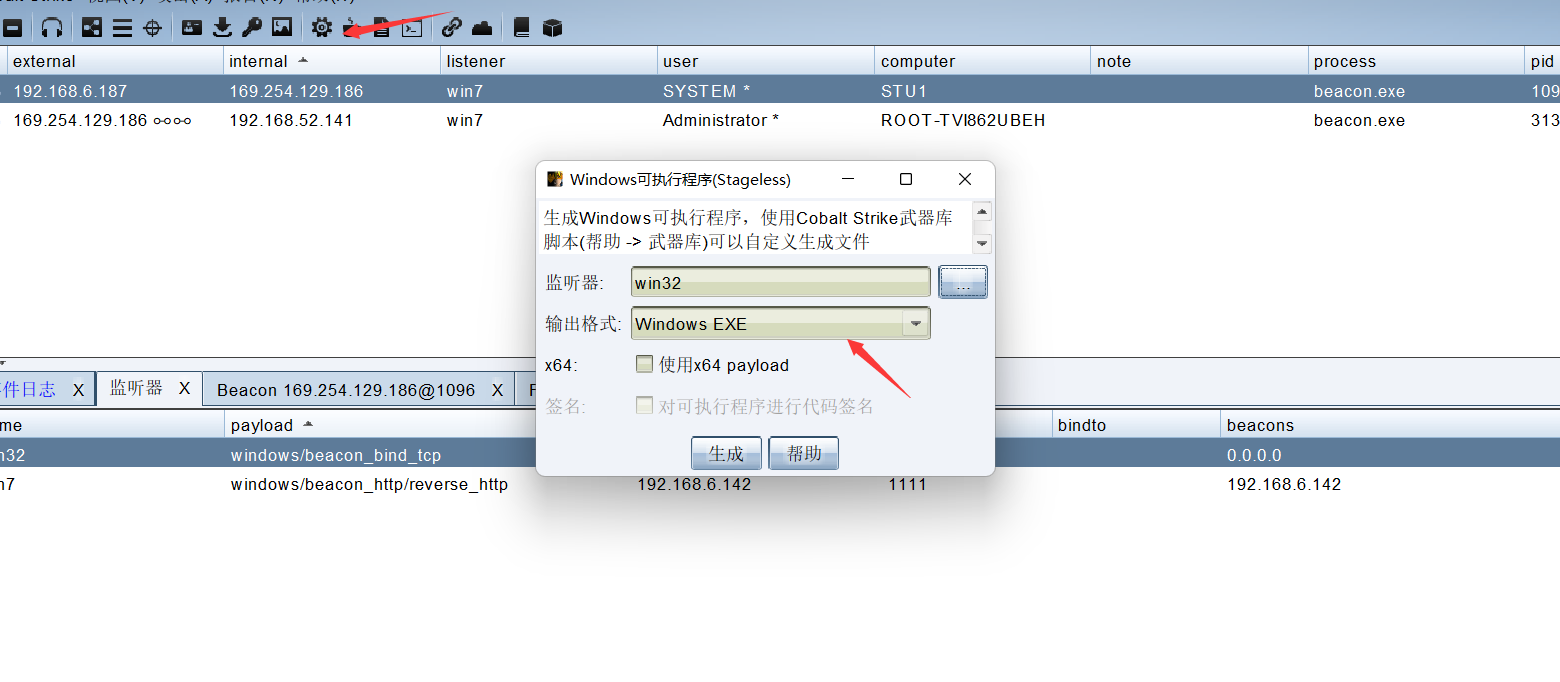 external internal listener user computer note process pid
192.168.6.187 169.254.129.186 win7 SYSTEM * STU1 beacon.exe 109
169.254.129.186 192.168.52.141 win7 Administrator * ROOT-TVI862UBEH beacon.exe 313
Windows可执行程序(Stageless)
生成Windows可执行程序，使用Cobalt Strike武器库
脚本(帮助 -> 武器库)可以自定义生成文件
监听器: win32 ...
输出格式: Windows EXE
x64: 使用x64 payload
签名: 对可执行程序进行代码签名
生成 帮助
件日志 X 监听器 X Beacon 169.254.129.186@1096 X F
me payload bindto beacons
n32 windows/beacon_bind_tcp 0.0.0.0
n7 windows/beacon_http/reverse_http 192.168.6.142 1111 192.168.6.142